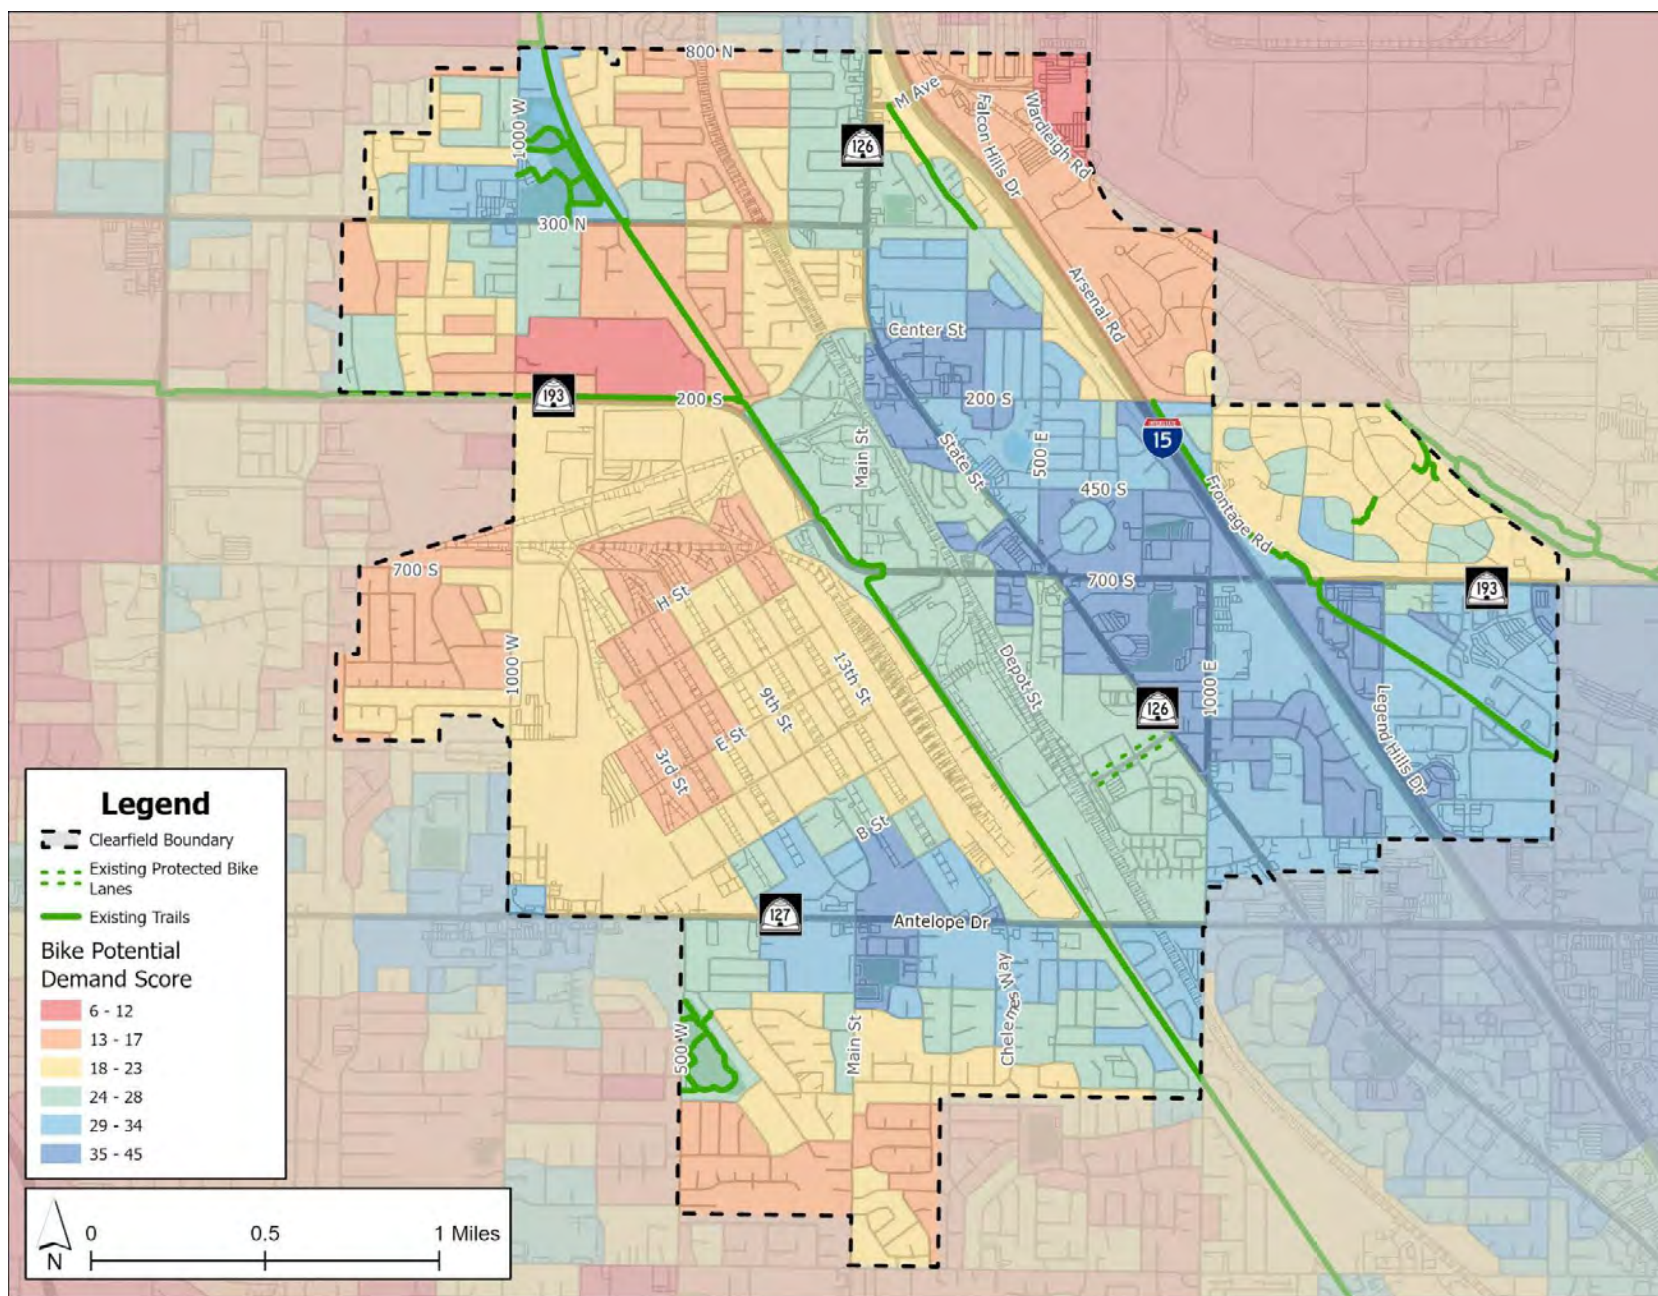 800 N
M Ave
1000 W
126
Falcon Hills Dr
Wardleigh Rd
300 N
Arsenal Rd
Center St
193
200 S
200 S
15
Main St
State St
500 E
450 S
Frontage Rd
700 S
700 S
193
H St
1000 W
13th St
9th St
E St
3rd St
Depot St
1000 E
126
Legend Hills Dr
B St
127
Antelope Dr
Chelemes Way
500 W
Main St
Legend
Clearfield Boundary
Existing Protected Bike
Lanes
Existing Trails
Bike Potential
Demand Score
6 - 12
13 - 17
18 - 23
24 - 28
29 - 34
35 - 45
N
0 0.5 1 Miles